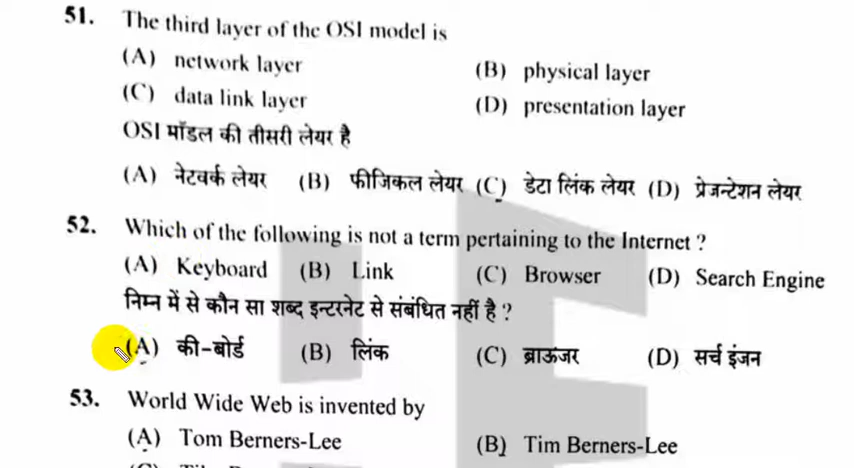 51. The third layer of the OSI model is
(A) network layer (B) physical layer
(C) data link layer (D) presentation layer
OSI मॉडल की तीसरी लेयर है
(A) नेटवर्क लेयर (B) फीजिकल लेयर (C) डेटा लिंक लेयर (D) प्रेजन्टेशन लेयर
52. Which of the following is not a term pertaining to the Internet ?
(A) Keyboard (B) Link (C) Browser (D) Search Engine
निम्न में से कौन सा शब्द इन्टरनेट से संबंधित नहीं है ?
(A) की-बोर्ड (B) लिंक (C) ब्राऊंजर (D) सर्च इंजन
53. World Wide Web is invented by
(A) Tom Berners-Lee (B) Tim Berners-Lee